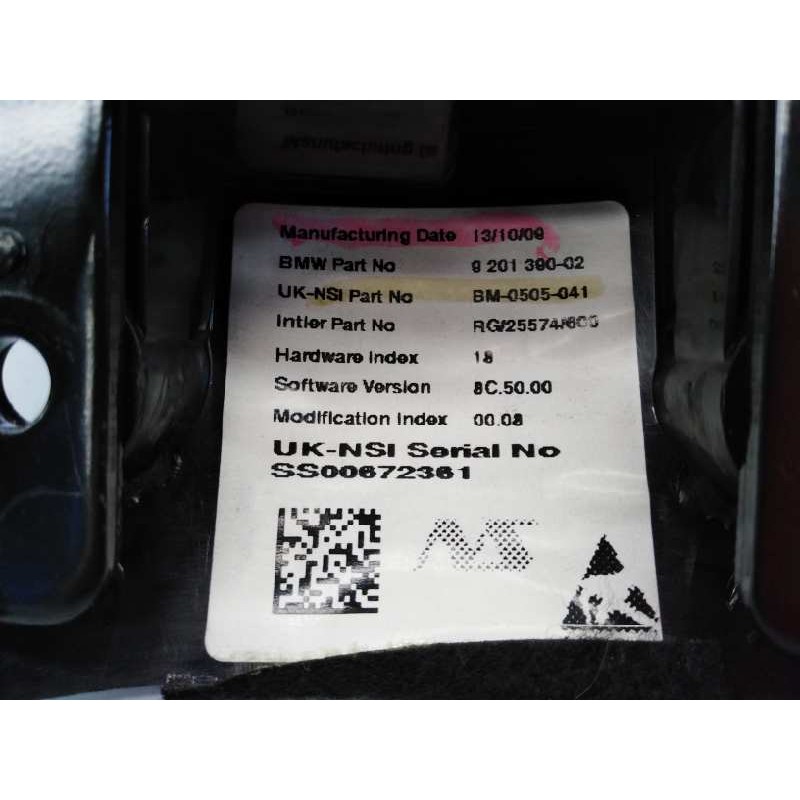 Manufacturing
Manufacturing Date 13/10/09
BMW Part No 9 201 390-02
UK-NSI Part No BM-0505-041
Intier Part No RG/25574/600
Hardware Index 18
Software Version 8C.50.00
Modification Index 00.08
UK-NSI Serial No
SS00672361